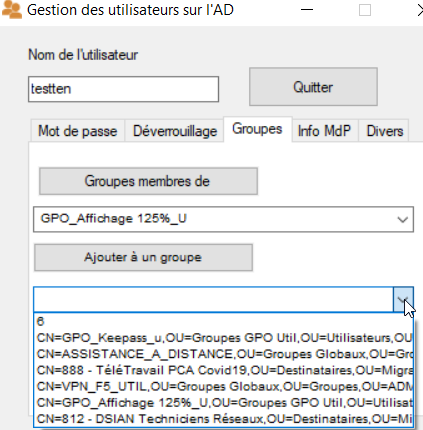 Gestion des utilisateurs sur l'AD
Nom de l'utilisateur
testten
Quitter
Mot de passe Déverrouillage Groupes Info MdP Divers
Groupes membres de
GPO_Affichage 125%_U
Ajouter à un groupe
6
CN=GPO_Keepass_u,OU=Groupes GPO Util,OU=Utilisateurs,OU
CN=ASSISTANCE_A_DISTANCE,OU=Groupes Globaux,OU=Gro
CN=888 - TéléTravail PCA Covid19,OU=Destinataires,OU=Migra
CN=VPN_F5_UTIL,OU=Groupes Globaux,OU=Groupes,OU=ADM
CN=GPO_Affichage 125%_U,OU=Groupes GPO Util,OU=Utilisat
CN=812 - DSIAN Techniciens Réseaux,OU=Destinataires,OU=Mi